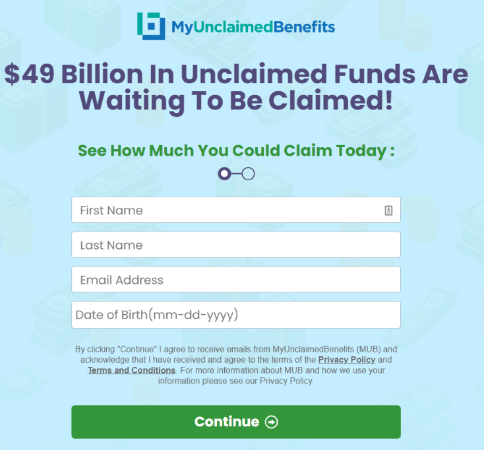 MyUnclaimedBenefits
$49 Billion In Unclaimed Funds Are
Waiting To Be Claimed!
See How Much You Could Claim Today :
First Name
Last Name
Email Address
Date of Birth(mm-dd-yyyy)
By clicking "Continue" I agree to receive emails from MyUnclaimedBenefits (MUB) and
acknowledge that I have received and agree to the terms of the Privacy Policy and
Terms and Conditions. For more information about MUB and how we use your
information please see our Privacy Policy.
Continue